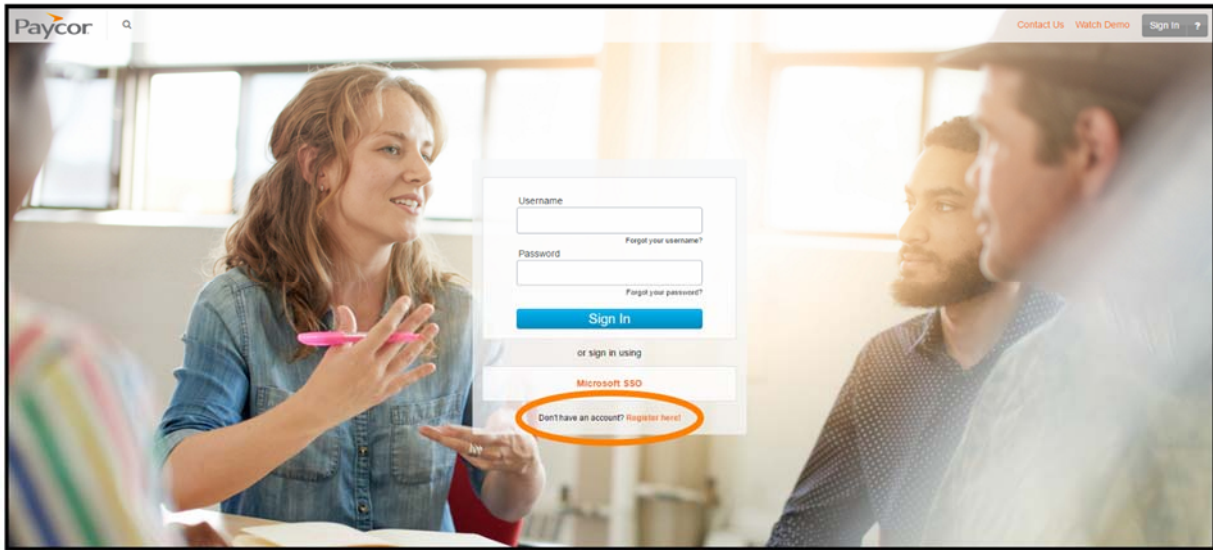 Paycor
Contact Us Watch Demo Sign In ?
Username
Forgot your username?
Password
Forgot your password?
Sign In
or sign in using
Microsoft SSO
Don't have an account? Register here!